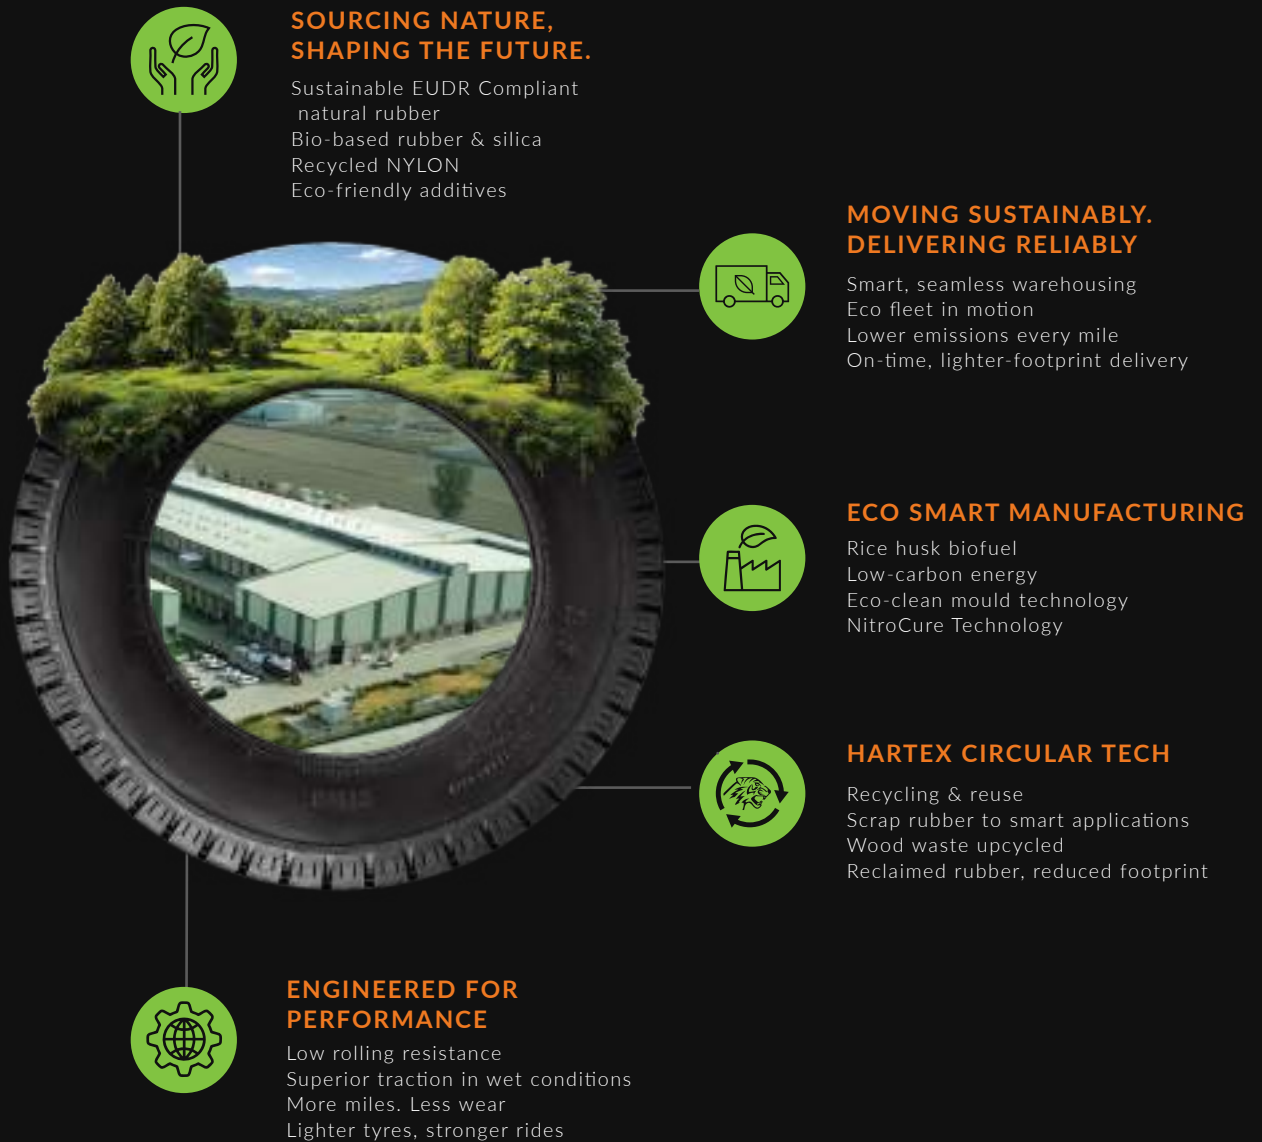 SOURCING NATURE,
SHAPING THE FUTURE.
Sustainable EUDR Compliant
natural rubber
Bio-based rubber & silica
Recycled NYLON
Eco-friendly additives
MOVING SUSTAINABLY.
DELIVERING RELIABLY
Smart, seamless warehousing
Eco fleet in motion
Lower emissions every mile
On-time, lighter-footprint delivery
ECO SMART MANUFACTURING
Rice husk biofuel
Low-carbon energy
Eco-clean mould technology
NitroCure Technology
HARTEX CIRCULAR TECH
Recycling & reuse
Scrap rubber to smart applications
Wood waste upcycled
Reclaimed rubber, reduced footprint
ENGINEERED FOR
PERFORMANCE
Low rolling resistance
Superior traction in wet conditions
More miles. Less wear
Lighter tyres, stronger rides